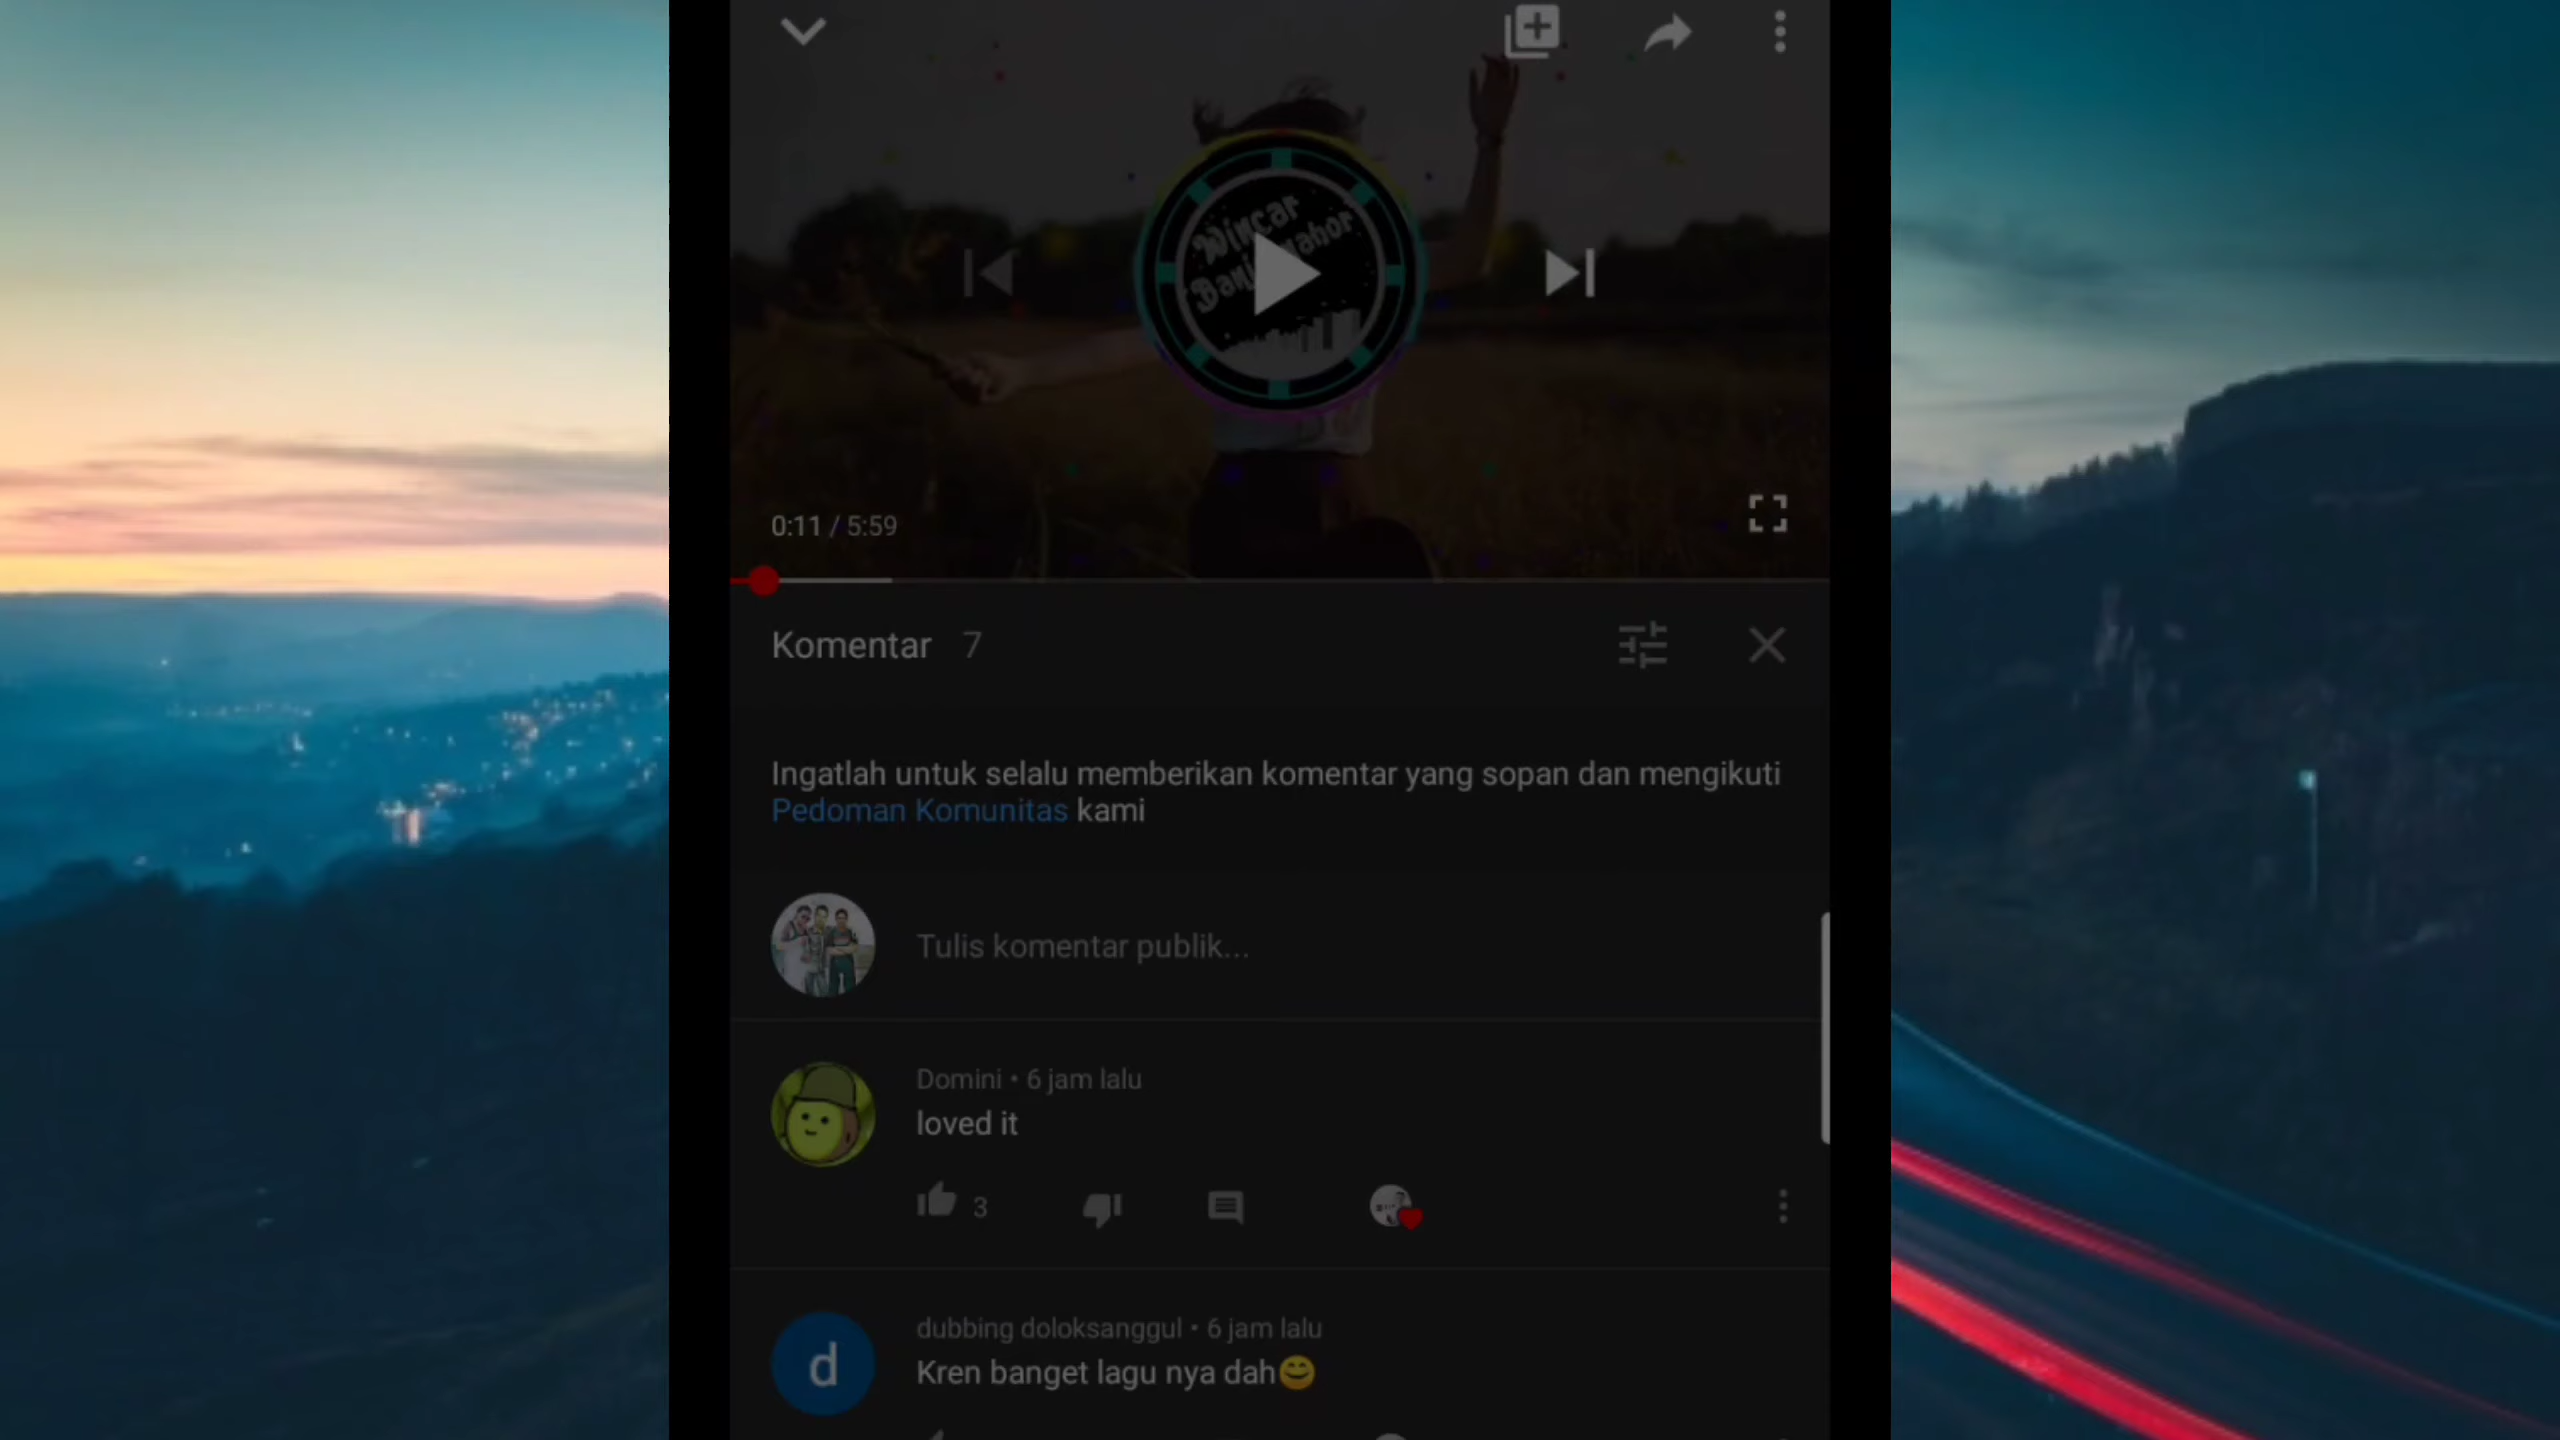 Wincar
0:11 / 5:59
Komentar 7
Ingatlah untuk selalu memberikan komentar yang sopan dan mengikuti
Pedoman Komunitas kami
Tulis komentar publik...
Domini • 6 jam lalu
loved it
3
d
dubbing doloksanggul • 6 jam lalu
Kren banget lagu nya dah😊